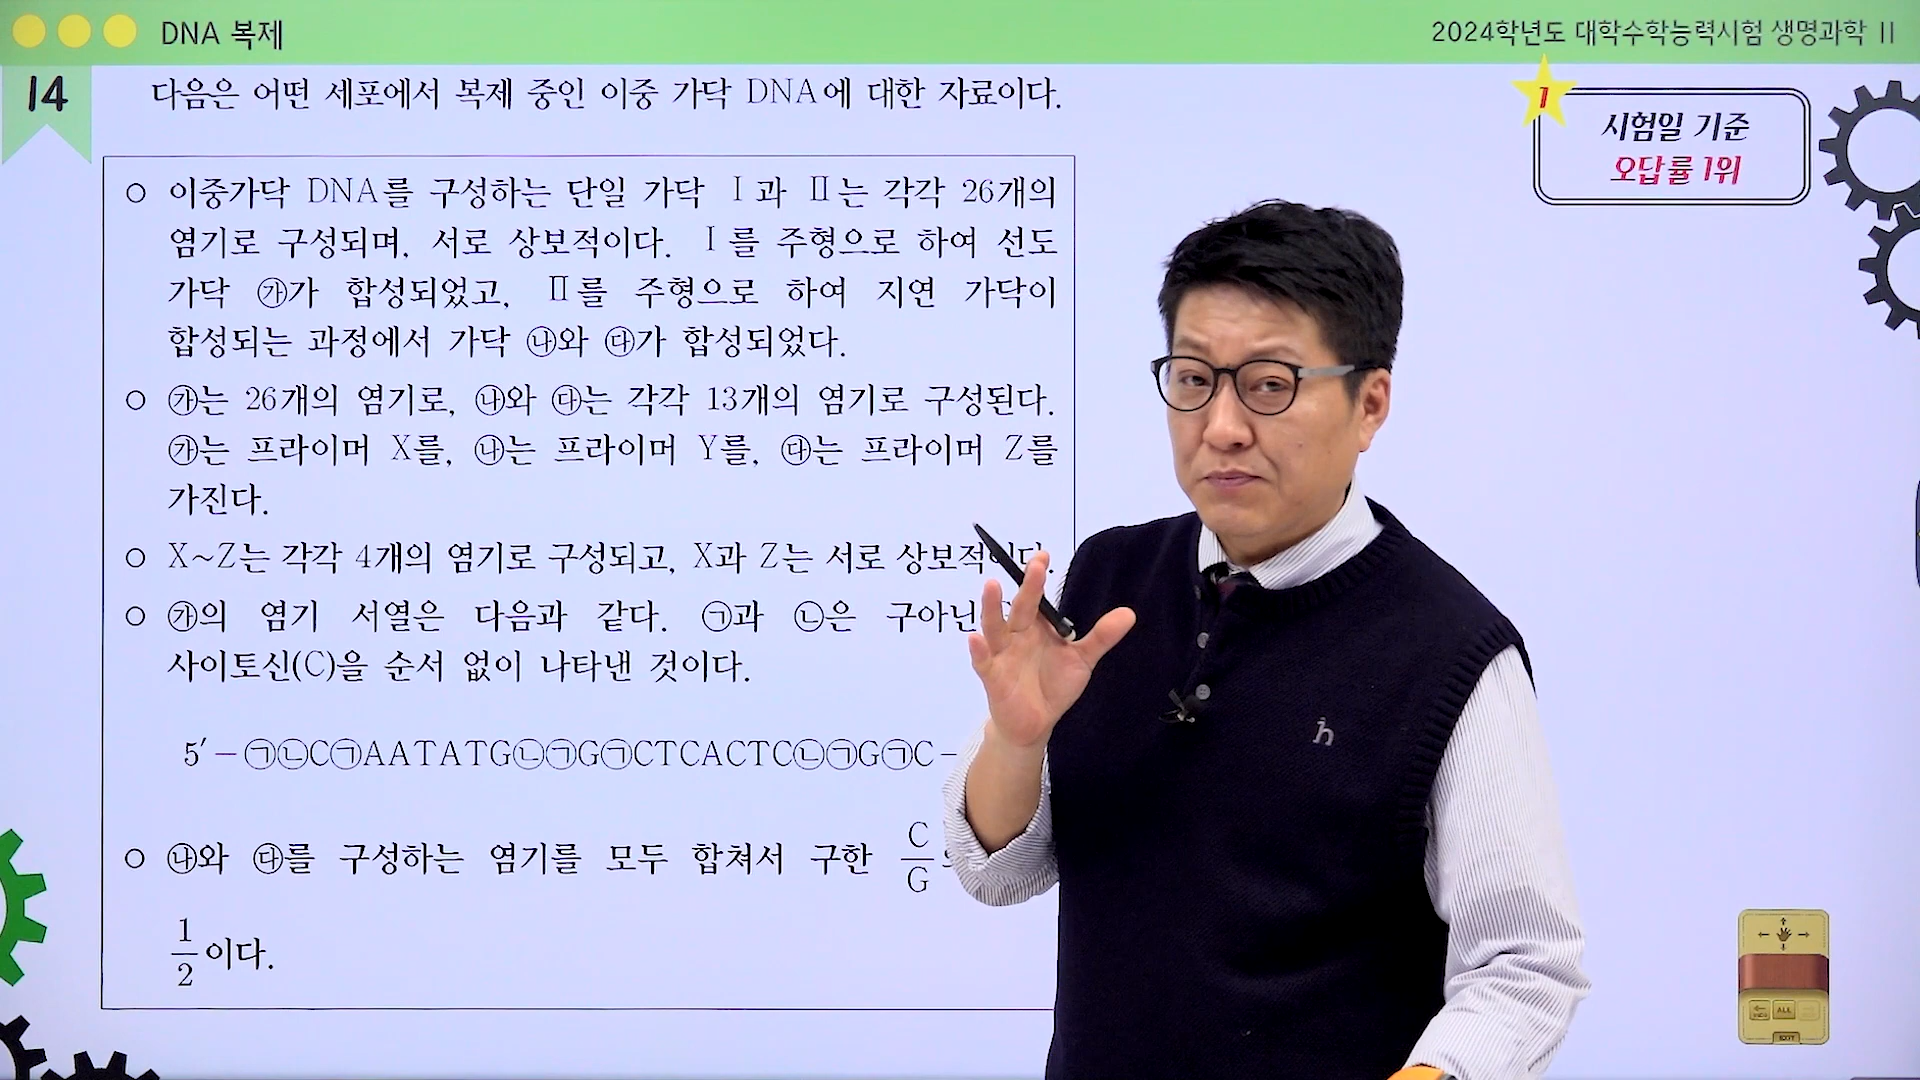 DNA 복제
2024학년도 대학수학능력시험 생명과학 Ⅱ
14
다음은 어떤 세포에서 복제 중인 이중 가닥 DNA에 대한 자료이다.
1
시험일 기준
오답률 1위
○ 이중가닥 DNA를 구성하는 단일 가닥 Ⅰ과 Ⅱ는 각각 26개의
염기로 구성되며, 서로 상보적이다. Ⅰ를 주형으로 하여 선도
가닥 ㉮가 합성되었고, Ⅱ를 주형으로 하여 지연 가닥이
합성되는 과정에서 가닥 ㉯와 ㉰가 합성되었다.
○ ㉮는 26개의 염기로, ㉯와 ㉰는 각각 13개의 염기로 구성된다.
㉮는 프라이머 X를, ㉯는 프라이머 Y를, ㉰는 프라이머 Z를
가진다.
○ X~Z는 각각 4개의 염기로 구성되고, X과 Z는 서로 상보적이다.
○ ㉮의 염기 서열은 다음과 같다. ㉠과 ㉡은 구아닌
사이토신(C)을 순서 없이 나타낸 것이다.
5′-㉠㉡C㉠AATATG㉡㉠G㉠CTCACTC㉡㉠G㉠C-
○ ㉯와 ㉰를 구성하는 염기를 모두 합쳐서 구한 C/G
1/2이다.
ℏ
ALL
EXIT